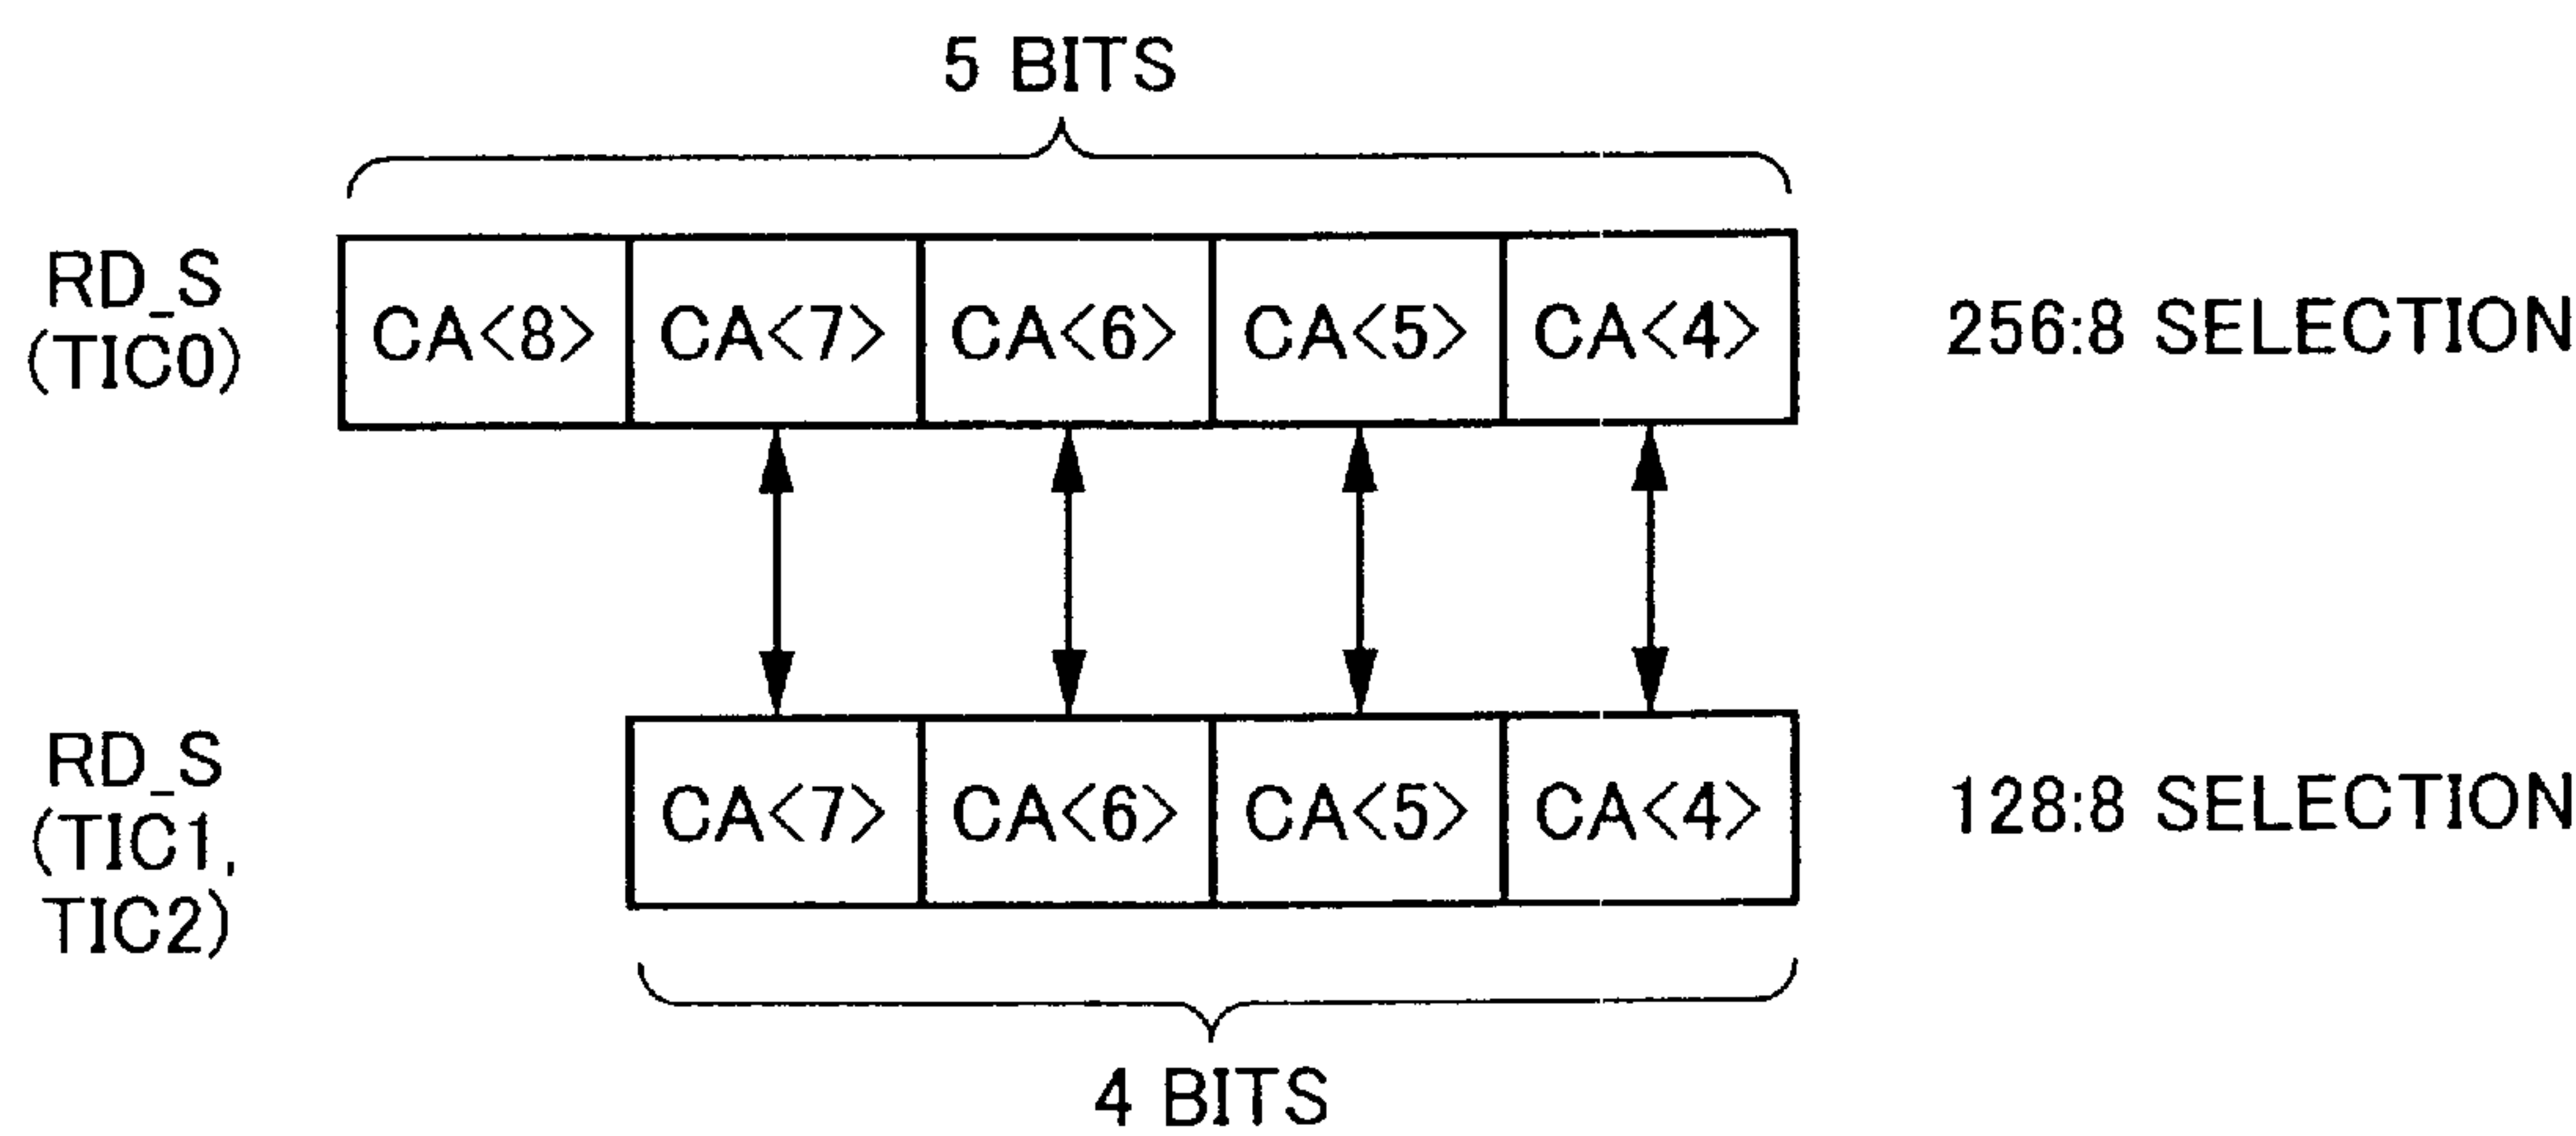 5 BITS
RD_S
(TIC0)
CA<8> CA<7> CA<6> CA<5> CA<4>
256:8 SELECTION
RD_S
(TIC1,
TIC2)
CA<7> CA<6> CA<5> CA<4>
128:8 SELECTION
4 BITS